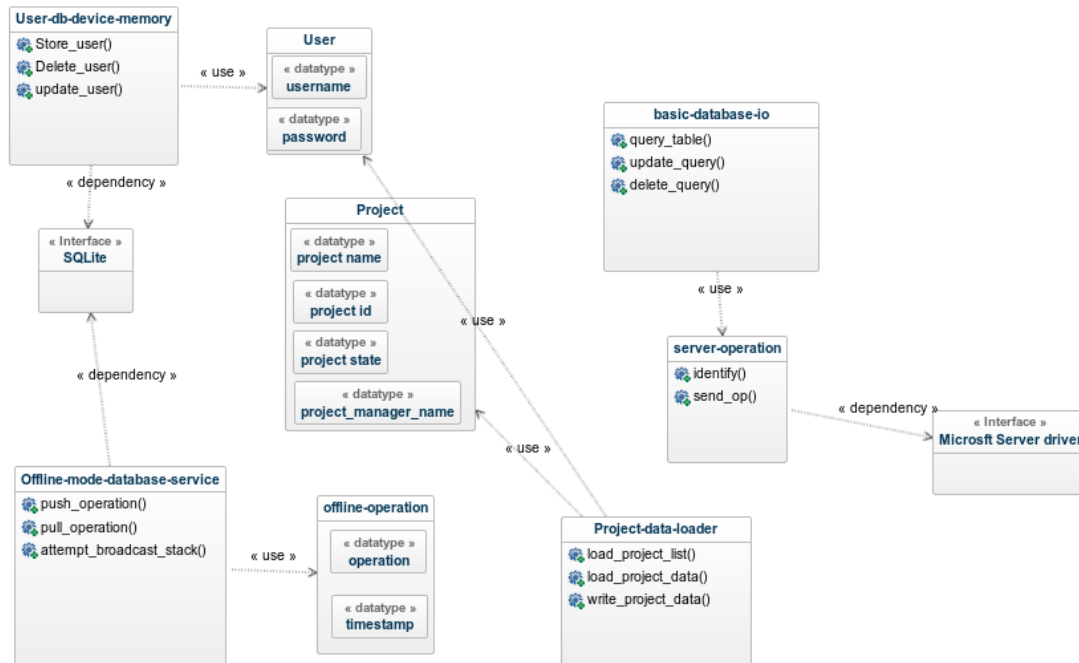 User-db-device-memory
Store_user()
Delete_user()
update_user()
« use »
User
« datatype »
username
« datatype »
password
« dependency »
« Interface »
SQLite
« dependency »
Project
« datatype »
project name
« datatype »
project id
« datatype »
project state
« datatype »
project_manager_name
« use »
« use »
basic-database-io
query_table()
update_query()
delete_query()
« use »
server-operation
identify()
send_op()
« dependency »
« Interface »
Microsft Server driver
Offline-mode-database-service
push_operation()
pull_operation()
attempt_broadcast_stack()
« use »
offline-operation
« datatype »
operation
« datatype »
timestamp
Project-data-loader
load_project_list()
load_project_data()
write_project_data()